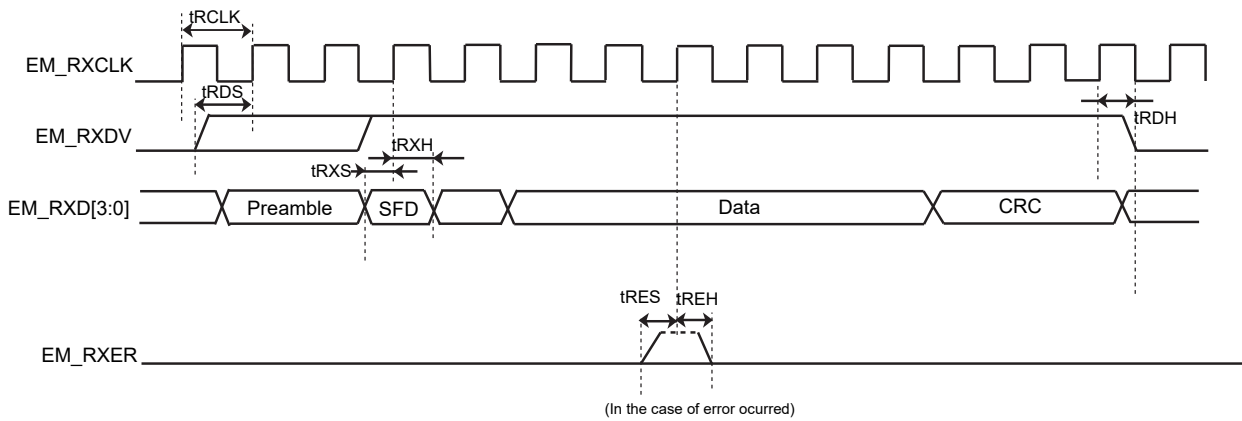 tRCLK
EM_RXCLK
tRDS
tRDH
EM_RXDV
tRXH
tRXS
EM_RXD[3:0]
Preamble
SFD
Data
CRC
tRES
tREH
EM_RXER
(In the case of error ocurred)